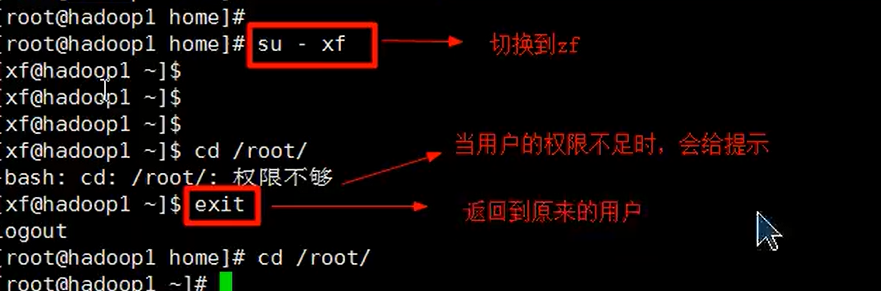 [root@hadoop1 home]#
[root@hadoop1 home]# su - xf 切换到zf
[xf@hadoop1 ~]$
[xf@hadoop1 ~]$
[xf@hadoop1 ~]$
[xf@hadoop1 ~]$ cd /root/ 当用户的权限不足时，会给提示
-bash: cd: /root/: 权限不够
[xf@hadoop1 ~]$ exit 返回到原来的用户
logout
[root@hadoop1 home]# cd /root/
[root@hadoop1 ~]#